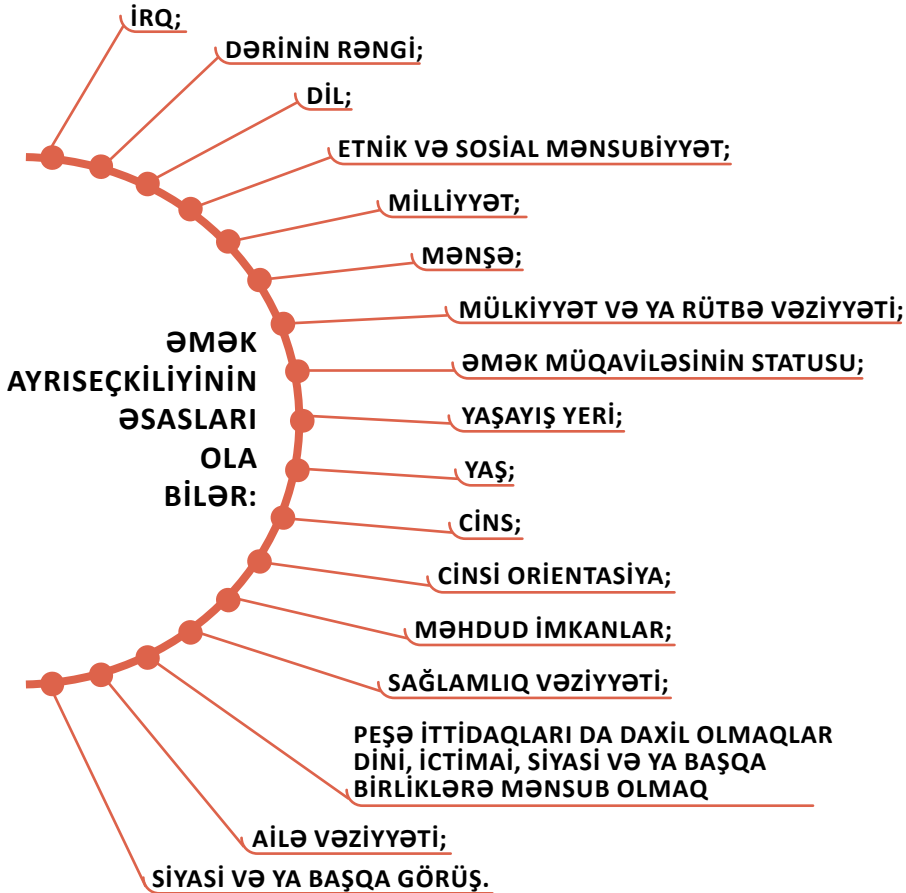 İRQ;
DƏRİNİN RƏNGİ;
DİL;
ETNİK VƏ SOSİAL MƏNSUBİYYƏT;
MİLLİYYƏT;
MƏNŞƏ;
MÜLKİYYƏT VƏ YA RÜTBƏ VƏZİYYƏTİ;
ƏMƏK MÜQAVİLƏSİNİN STATUSU;
YAŞAYIŞ YERİ;
YAŞ;
CİNS;
CİNSİ ORİENTASİYA;
MƏHDUD İMKANLAR;
SAĞLAMLIQ VƏZİYYƏTİ;
PEŞƏ İTTİDAQLARI DA DAXİL OLMAQLAR
DİNİ, İCTİMAİ, SİYASİ VƏ YA BAŞQA
BİRLİKLƏRƏ MƏNSUB OLMAQ
AİLƏ VƏZİYYƏTİ;
SİYASİ VƏ YA BAŞQA GÖRÜŞ.
ƏMƏK
AYRISEÇKİLİYİNİN
ƏSASLARI
OLA
BİLƏR: